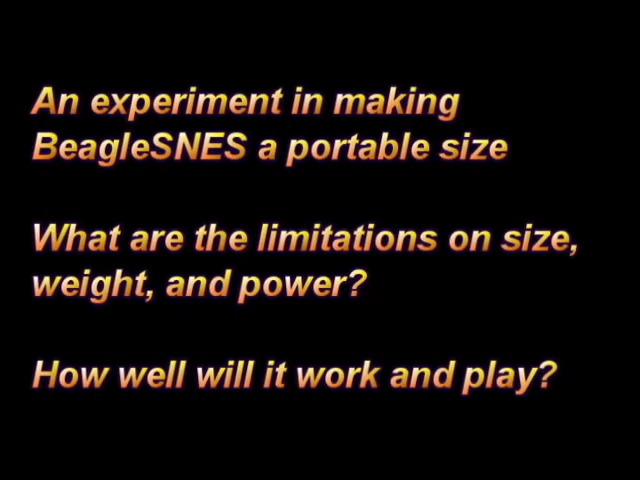 An experiment in making
BeagleSNES a portable size
What are the limitations on size,
weight, and power?
How well will it work and play?